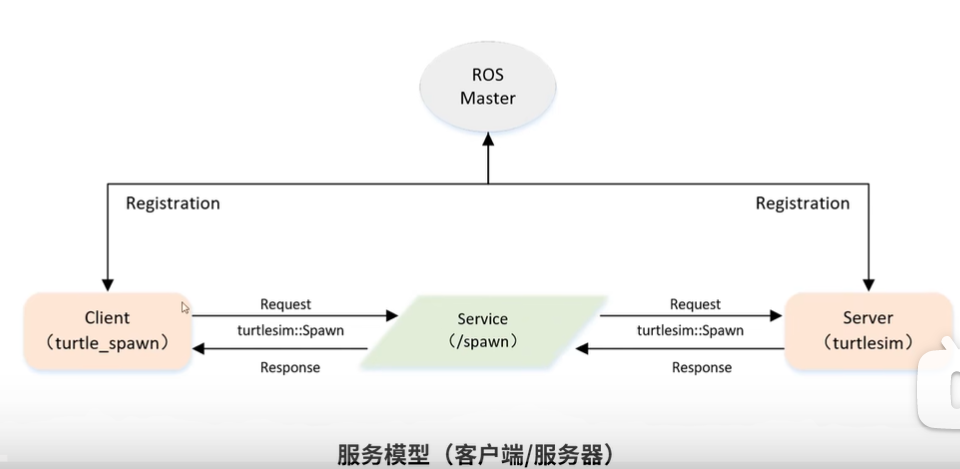 ROS
Master
Registration
Registration
Client
（turtle_spawn）
Request
turtlesim::Spawn
Response
Service
（/spawn）
Request
turtlesim::Spawn
Response
Server
（turtlesim）
服务模型（客户端/服务器）